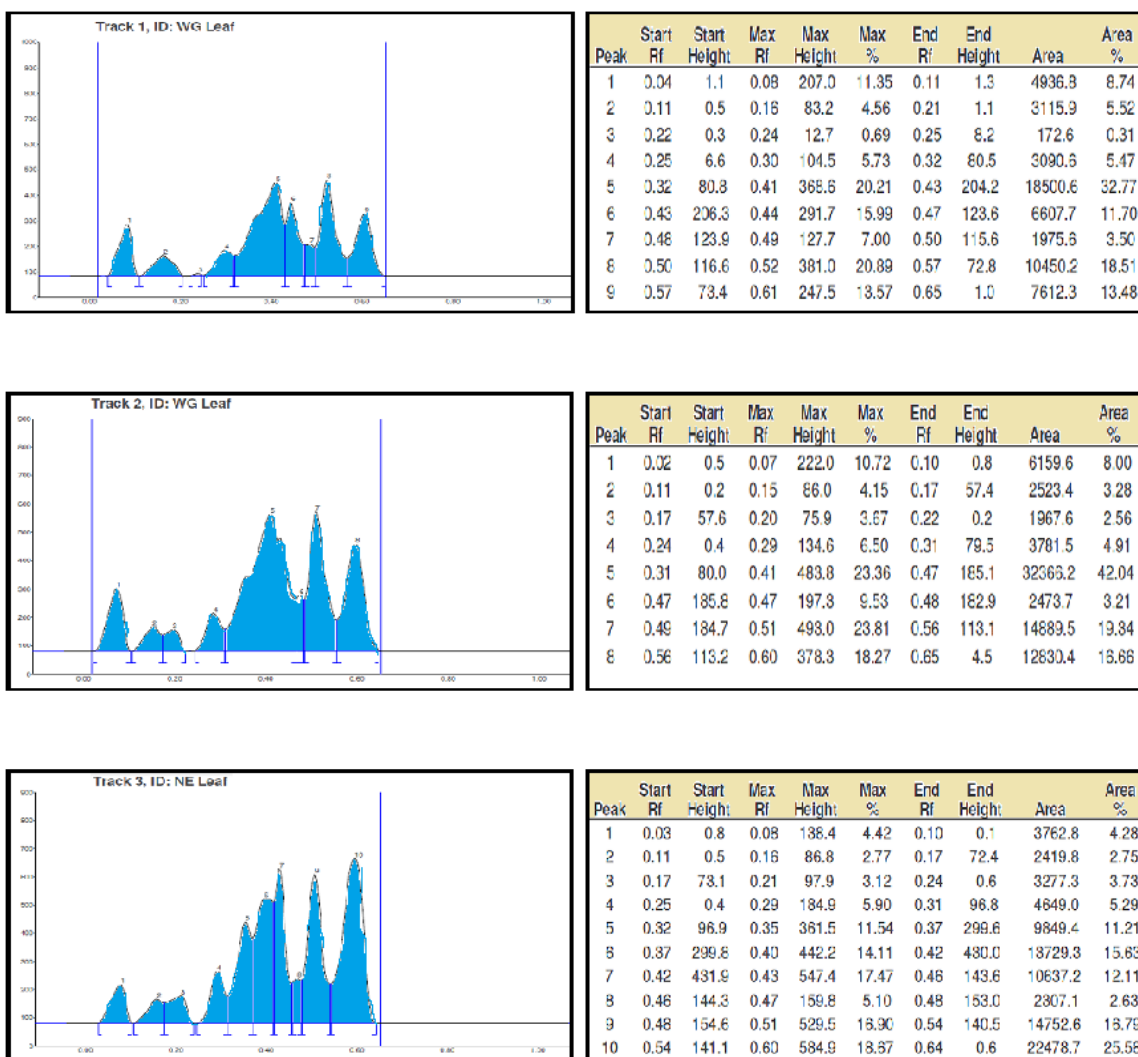 Track 1, ID: WG Leaf
Start Start Max Max Max End End Area
Peak Rf Height Rf Height % Rf Height Area %
1 0.04 1.1 0.08 207.0 11.35 0.11 1.3 4936.8 8.74
2 0.11 0.5 0.16 83.2 4.56 0.21 1.1 3115.9 5.52
3 0.22 0.3 0.24 12.7 0.69 0.25 8.2 172.6 0.31
4 0.25 6.6 0.30 104.5 5.73 0.32 80.5 3090.6 5.47
5 0.32 80.8 0.41 368.6 20.21 0.43 204.2 18500.6 32.77
6 0.43 206.3 0.44 291.7 15.99 0.47 123.6 6607.7 11.70
7 0.48 123.9 0.49 127.7 7.00 0.50 115.6 1975.6 3.50
8 0.50 116.6 0.52 381.0 20.89 0.57 72.8 10450.2 18.51
9 0.57 73.4 0.61 247.5 13.57 0.65 1.0 7612.3 13.48
Track 2, ID: WG Leaf
Start Start Max Max Max End End Area
Peak Rf Height Rf Height % Rf Height Area %
1 0.02 0.5 0.07 222.0 10.72 0.10 0.8 6159.6 8.00
2 0.11 0.2 0.15 86.0 4.15 0.17 57.4 2523.4 3.28
3 0.17 57.6 0.20 75.9 3.67 0.22 0.2 1967.6 2.56
4 0.24 0.4 0.29 134.6 6.50 0.31 79.5 3781.5 4.91
5 0.31 80.0 0.41 483.8 23.36 0.47 185.1 32366.2 42.04
6 0.47 185.8 0.47 197.3 9.53 0.48 182.9 2473.7 3.21
7 0.49 184.7 0.51 493.0 23.81 0.56 113.1 14889.5 19.34
8 0.56 113.2 0.60 378.3 18.27 0.65 4.5 12830.4 16.66
Track 3, ID: NE Leaf
Start Start Max Max Max End End Area
Peak Rf Height Rf Height % Rf Height Area %
1 0.03 0.8 0.08 138.4 4.42 0.10 0.1 3762.8 4.28
2 0.11 0.5 0.16 86.8 2.77 0.17 72.4 2419.8 2.75
3 0.17 73.1 0.21 97.9 3.12 0.24 0.6 3277.3 3.73
4 0.25 0.4 0.29 184.9 5.90 0.31 96.8 4649.0 5.29
5 0.32 96.9 0.35 361.5 11.54 0.37 299.6 9849.4 11.21
6 0.37 299.8 0.40 442.2 14.11 0.42 430.0 13729.3 15.63
7 0.42 431.9 0.43 547.4 17.47 0.46 143.6 10637.2 12.11
8 0.46 144.3 0.47 159.8 5.10 0.48 153.0 2307.1 2.63
9 0.48 154.6 0.51 529.5 16.90 0.54 140.5 14752.6 16.79
10 0.54 141.1 0.60 584.9 18.67 0.64 0.6 22478.7 25.58